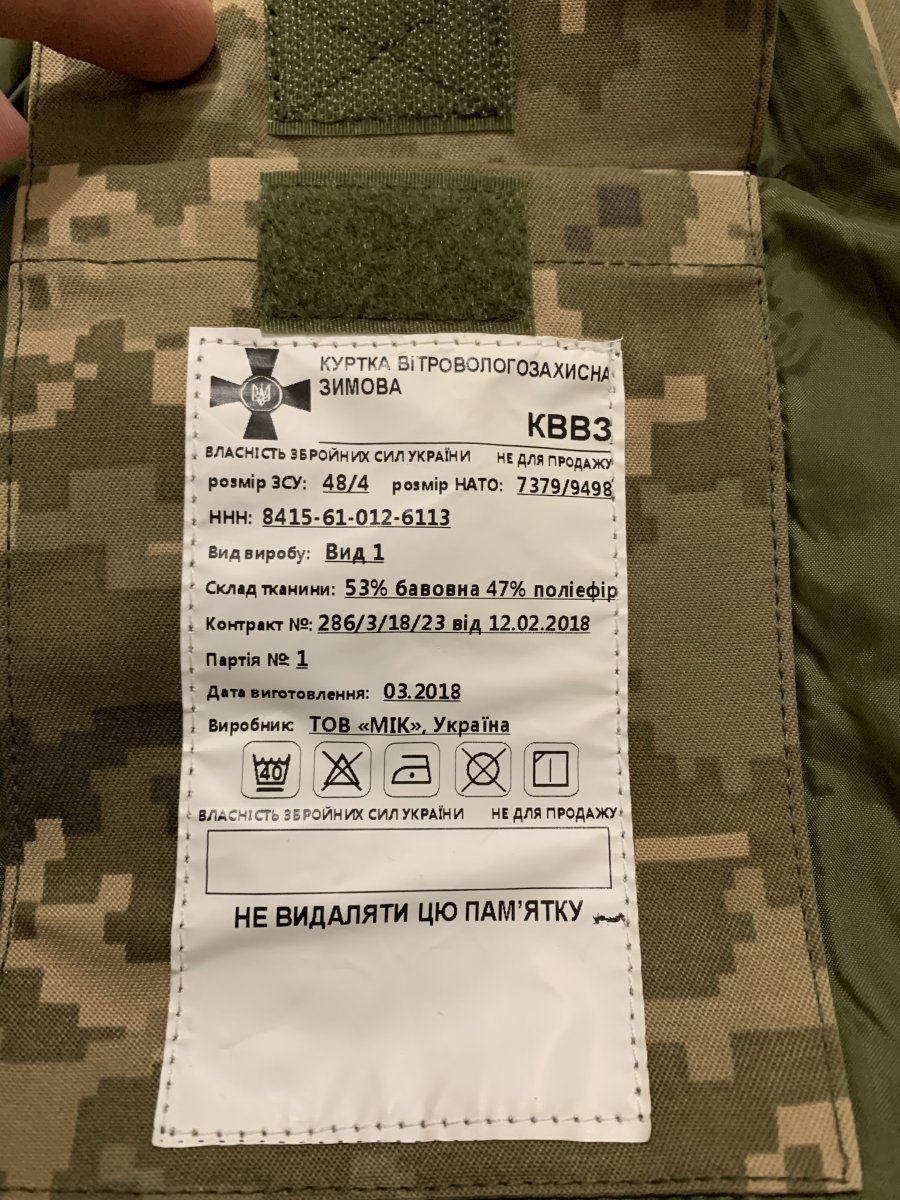 КУРТКА ВІТРОВОЛОГОЗАХИСНА
ЗИМОВА
КВВЗ
ВЛАСНІСТЬ ЗБРОЙНИХ СИЛ УКРАЇНИ НЕ ДЛЯ ПРОДАЖУ
розмір ЗСУ: 48/4 розмір НАТО: 7379/9498
ННН: 8415-61-012-6113
Вид виробу: Вид 1
Склад тканини: 53% бавовна 47% поліефір
Контракт №: 286/3/18/23 від 12.02.2018
Партія №: 1
Дата виготовлення: 03.2018
Виробник: ТОВ «МІК», Україна
40
ВЛАСНІСТЬ ЗБРОЙНИХ СИЛ УКРАЇНИ НЕ ДЛЯ ПРОДАЖУ
НЕ ВИДАЛЯТИ ЦЮ ПАМ’ЯТКУ